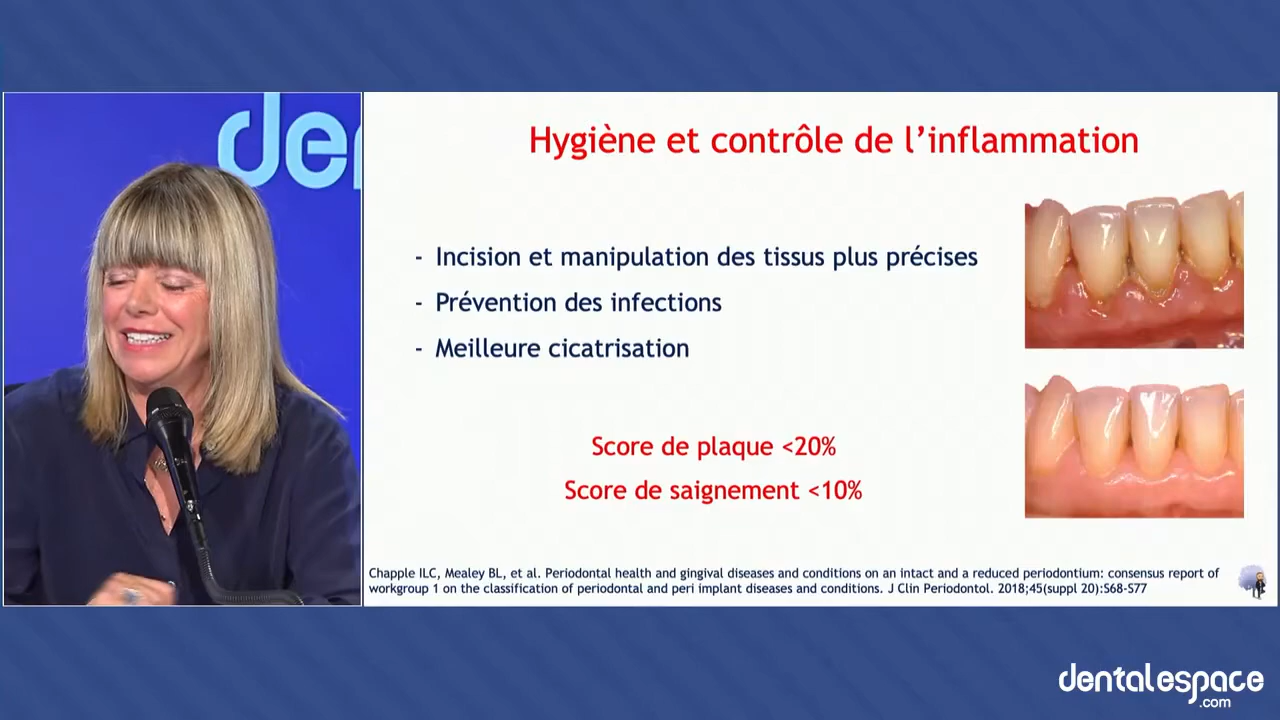 de
Hygiène et contrôle de l'inflammation
- Incision et manipulation des tissus plus précises
- Prévention des infections
- Meilleure cicatrisation
Score de plaque <20%
Score de saignement <10%
Chapple ILC, Mealey BL, et al. Periodontal health and gingival diseases and conditions on an intact and a reduced periodontium: consensus report of
workgroup 1 on the classification of periodontal and peri implant diseases and conditions. J Clin Periodontol. 2018;45(suppl 20):S68-S77
dentalespace
.com